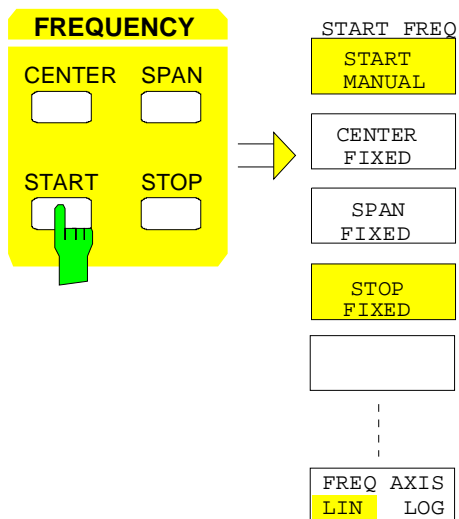 FREQUENCY
CENTER SPAN
START STOP
START FREQ
START
MANUAL
CENTER
FIXED
SPAN
FIXED
STOP
FIXED
FREQ AXIS
LIN LOG